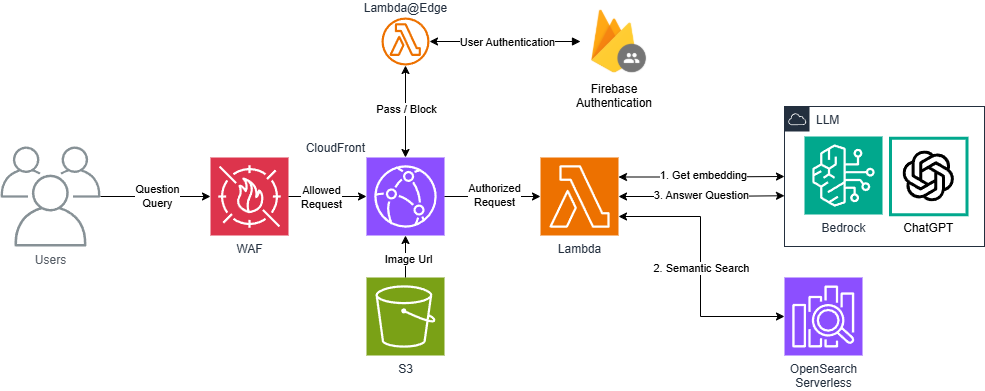 Lambda@Edge
User Authentication
Firebase
Authentication
Pass / Block
LLM
CloudFront
1. Get embedding
Question
Query
Allowed
Request
Authorized
Request
3. Answer Question
Bedrock
ChatGPT
Users
WAF
Lambda
Image Url
2. Semantic Search
S3
OpenSearch
Serverless